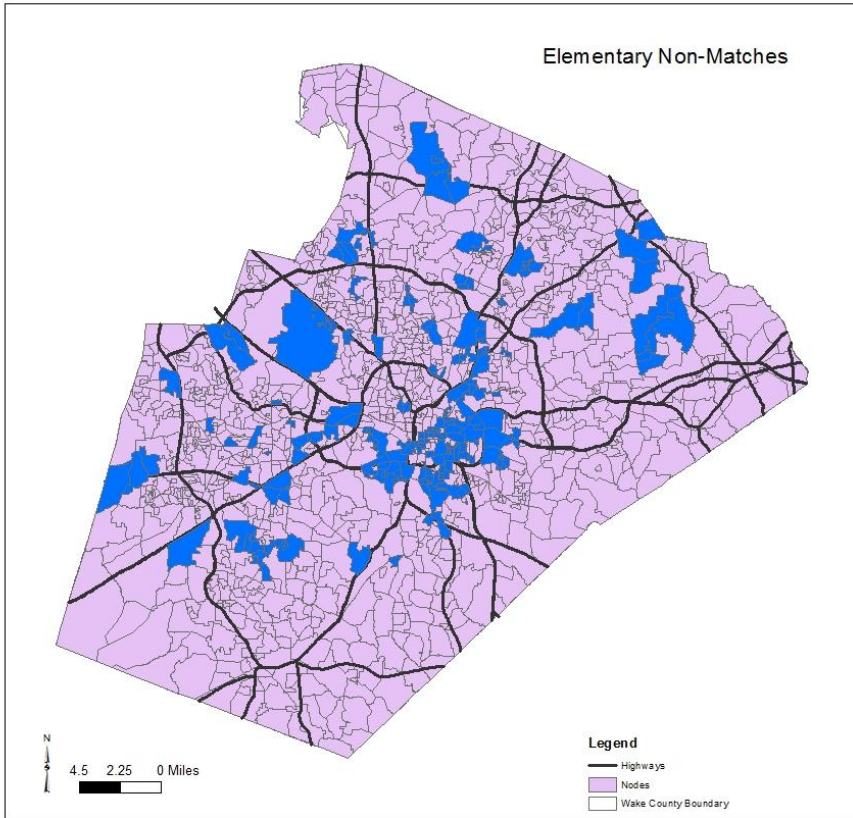 Elementary Non-Matches
N
4.5 2.25 0 Miles
Legend
Highways
Nodes
Wake County Boundary